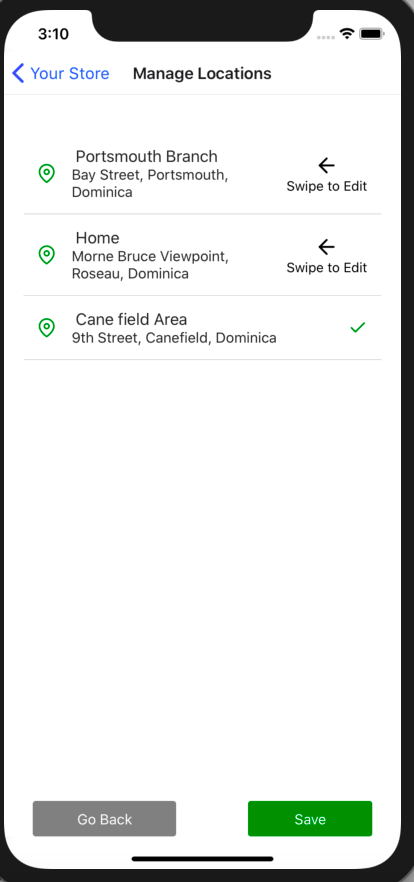 3:10
Your Store
Manage Locations
Portsmouth Branch
Bay Street, Portsmouth,
Dominica
Swipe to Edit
Home
Morne Bruce Viewpoint,
Roseau, Dominica
Swipe to Edit
Cane field Area
9th Street, Canefield, Dominica
Go Back
Save